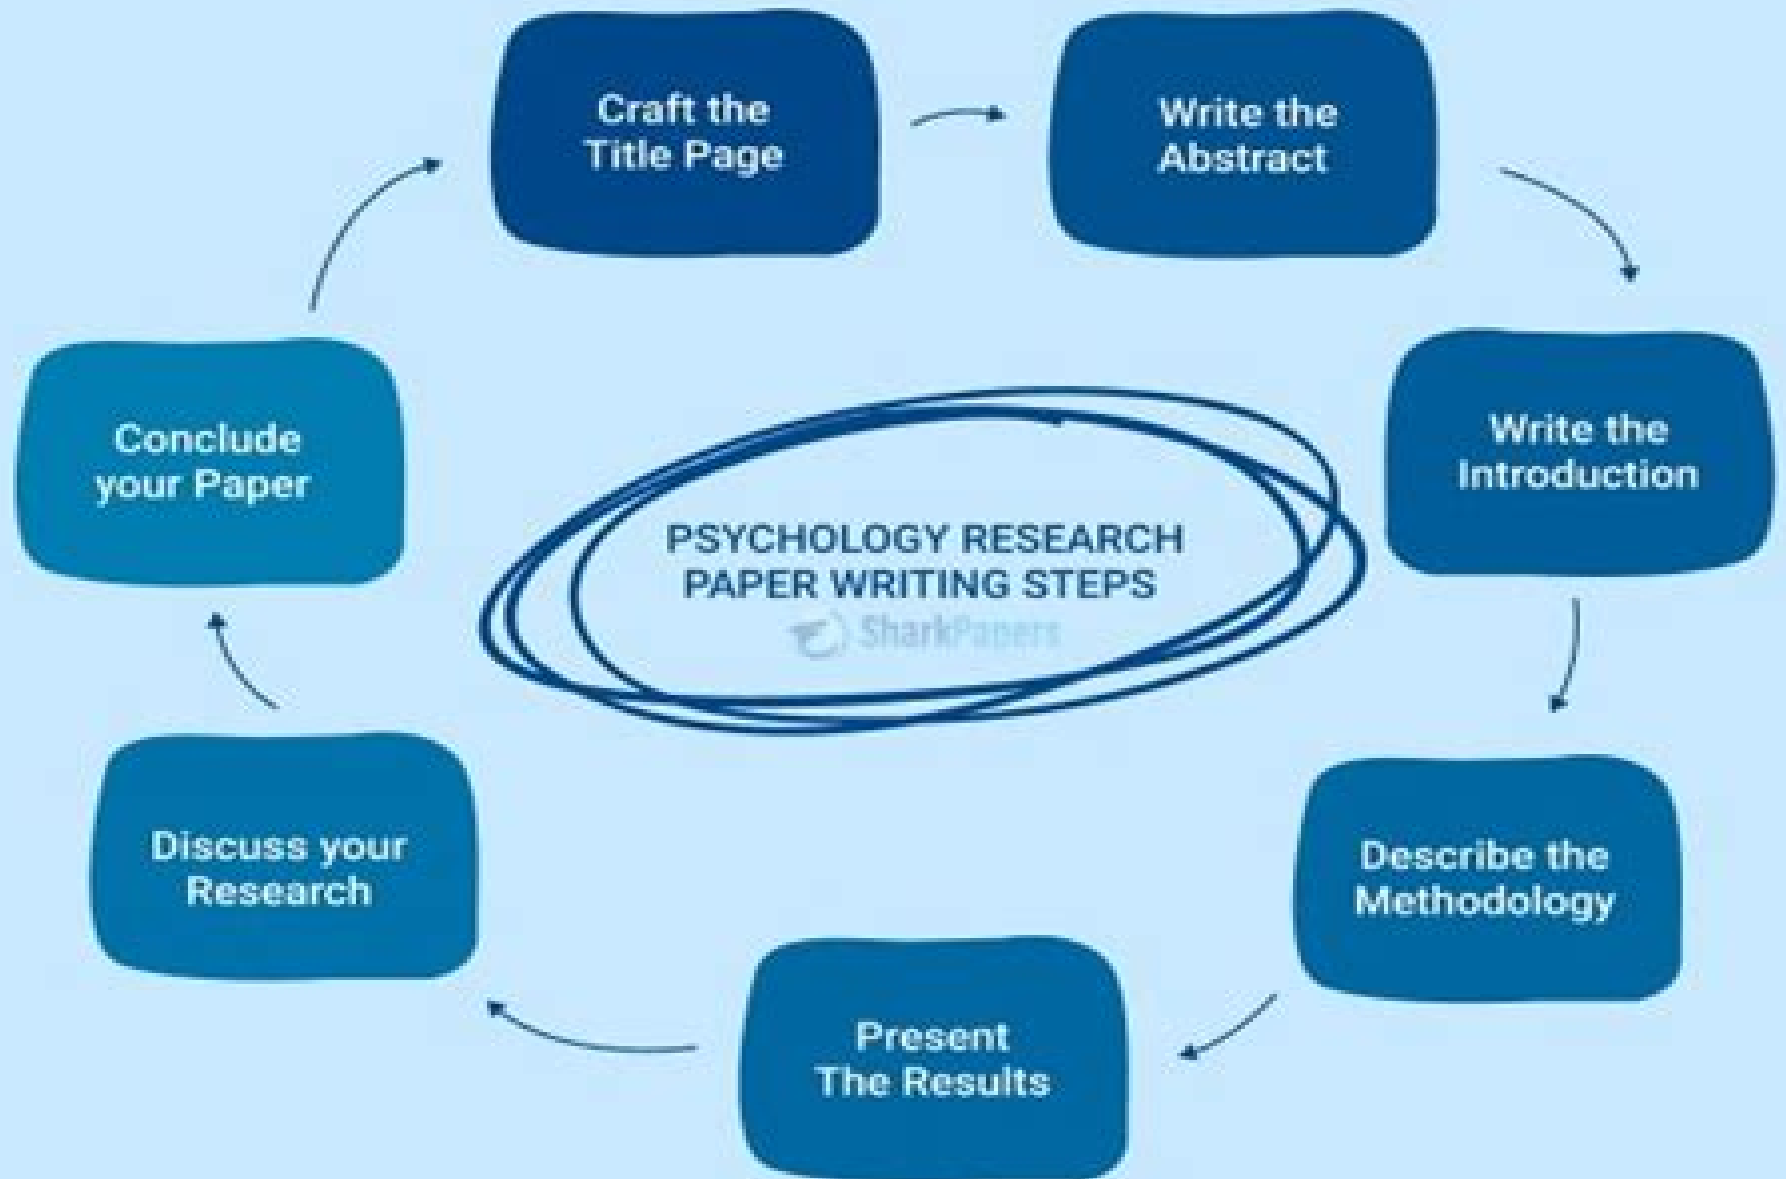 Craft the
Title Page
Write the
Abstract
Write the
Introduction
Describe the
Methodology
Present
The Results
Discuss your
Research
Conclude
your Paper
PSYCHOLOGY RESEARCH
PAPER WRITING STEPS
SharkPapers